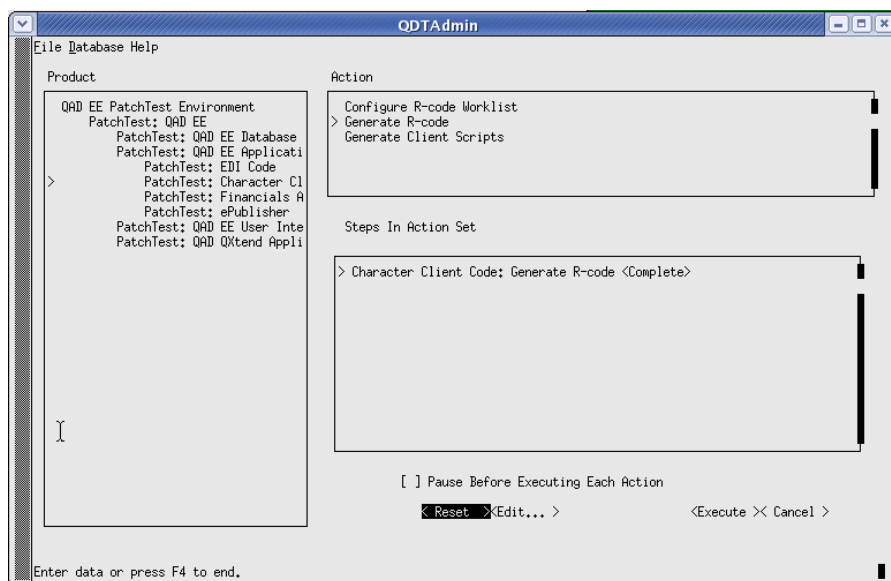 QDTAdmin
File Database Help
Product
QAD EE PatchTest Environment
PatchTest: QAD EE
PatchTest: QAD EE Database
PatchTest: QAD EE Applicati
PatchTest: EDI Code
> PatchTest: Character Cl
PatchTest: Financials A
PatchTest: ePublisher
PatchTest: QAD EE User Inte
PatchTest: QAD QXtend Appli
Action
Configure R-code Worklist
> Generate R-code
Generate Client Scripts
Steps In Action Set
> Character Client Code: Generate R-code <Complete>
[ ] Pause Before Executing Each Action
< Reset ><Edit... > <Execute >< Cancel >
Enter data or press F4 to end.